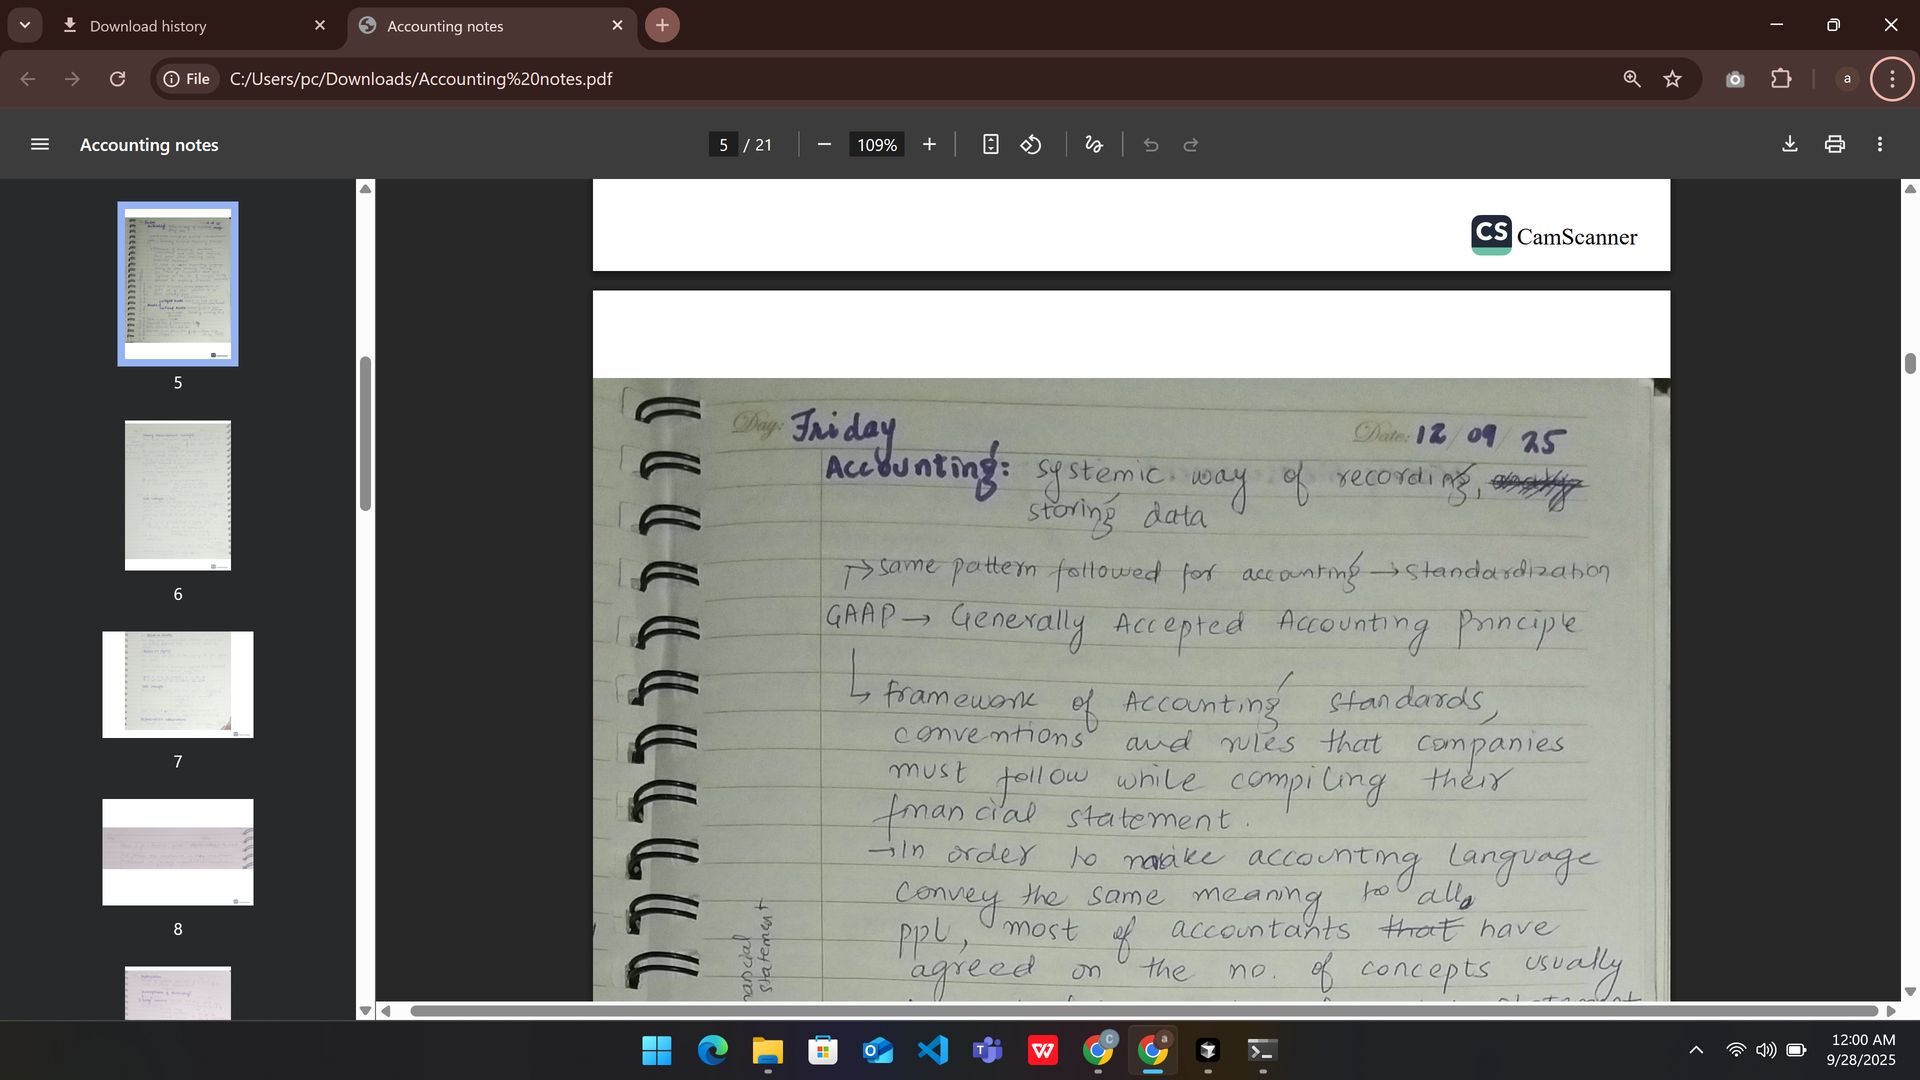 Download history
Accounting notes
File
C:/Users/pc/Downloads/Accounting%20notes.pdf
a
Accounting notes
5 / 21
109%
5
6
7
8
CS CamScanner
Day: Friday
Date: 12/09/25
Accounting: systemic way of recording,
storing data
→ same pattern followed for accounting → standardization
GAAP → Generally Accepted Accounting Principle
↳ framework of Accounting standards,
conventions and rules that companies
must follow while compiling their
financial statement.
→ In order to make accounting language
convey the same meaning to all
ppl, most of accountants that have
agreed on the no. of concepts usually
statement
C
a
12:00 AM
9/28/2025